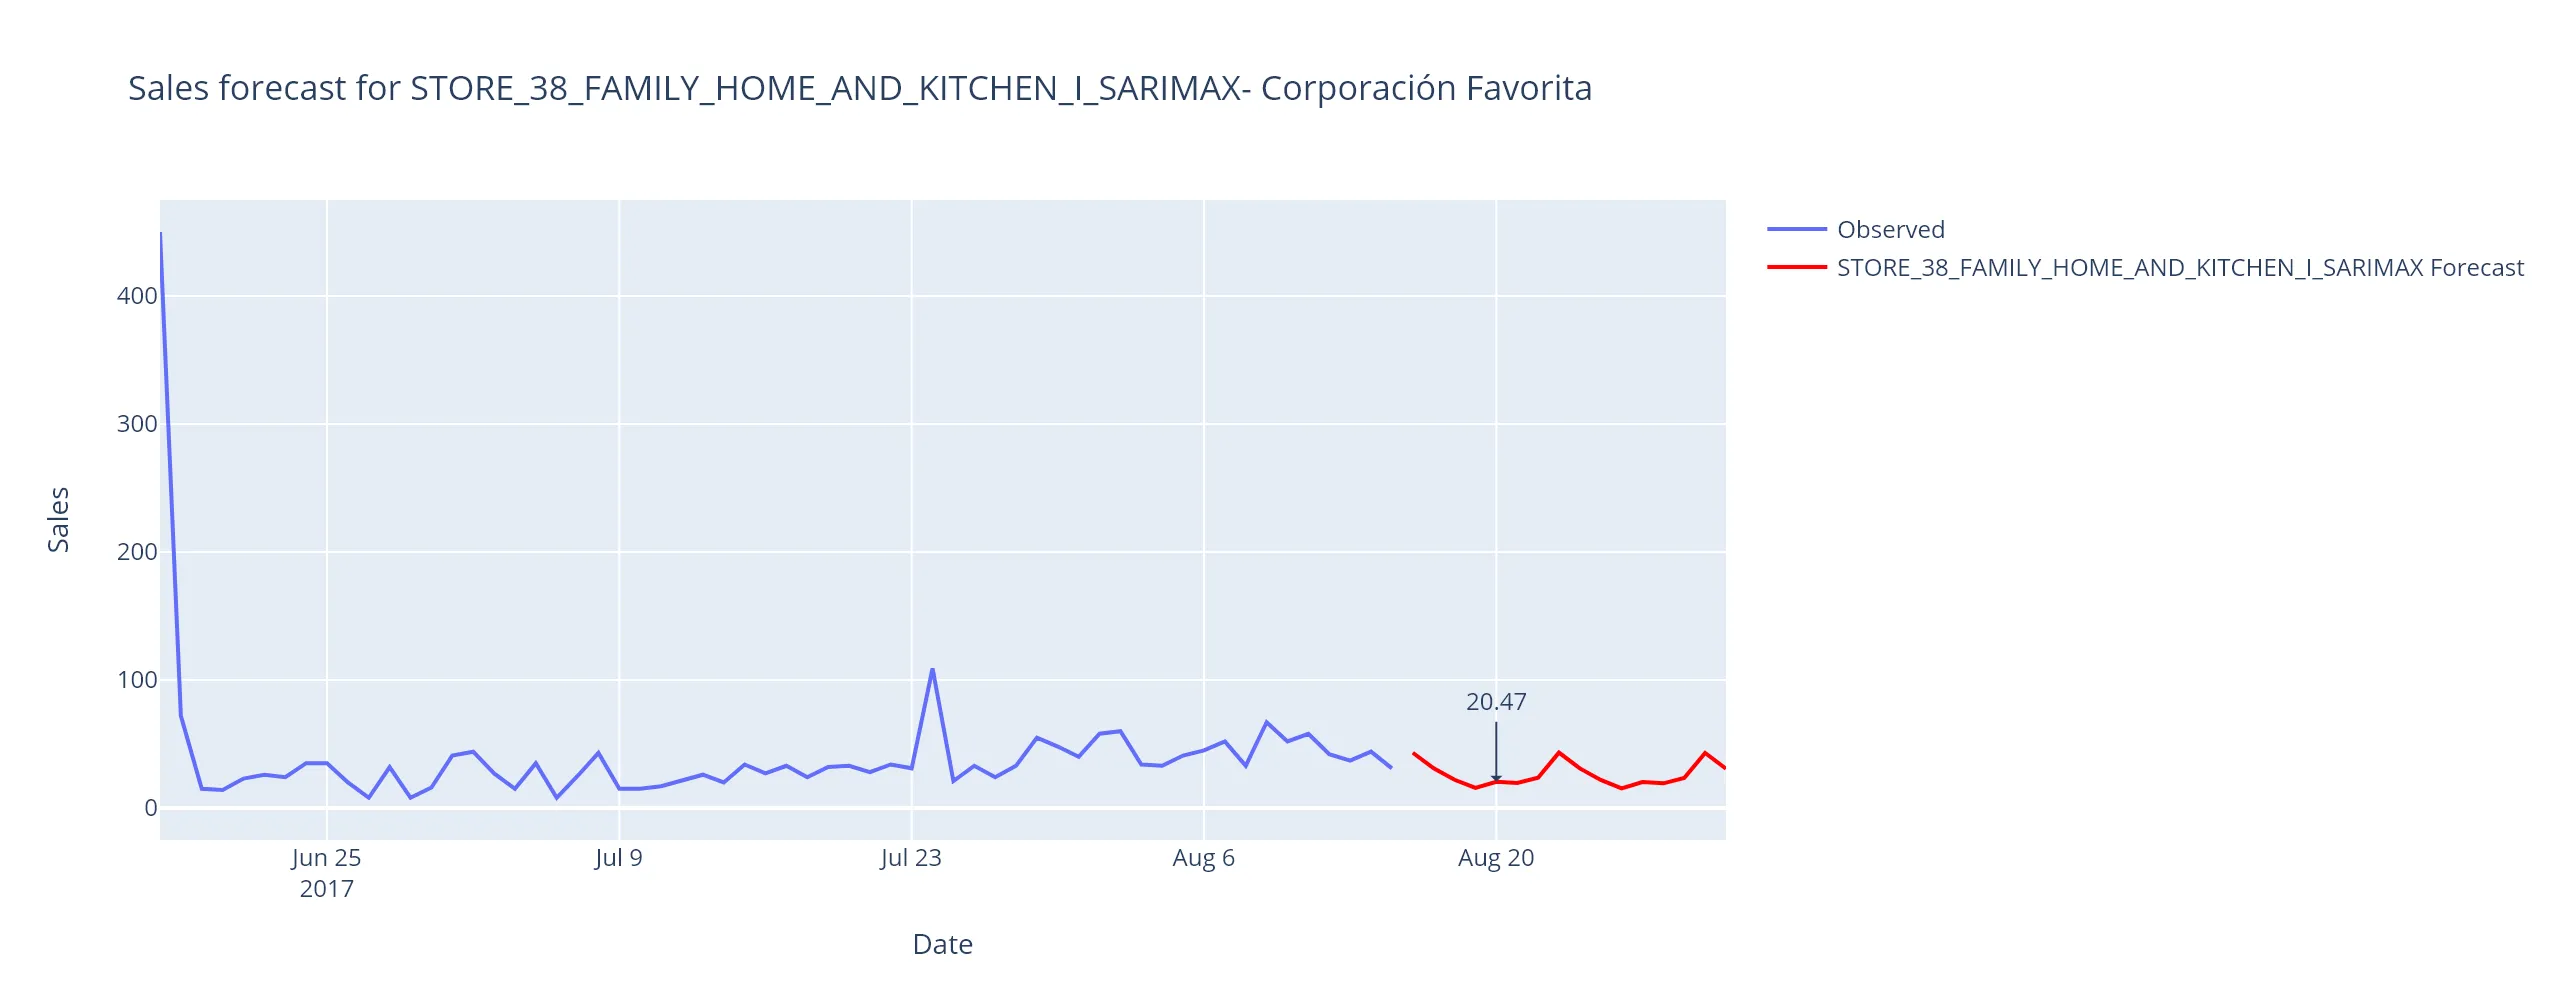 Sales forecast for STORE_38_FAMILY_HOME_AND_KITCHEN_I_SARIMAX- Corporación Favorita
Observed
STORE_38_FAMILY_HOME_AND_KITCHEN_I_SARIMAX Forecast
400
300
200
100
0
Sales
20.47
Jun 25
2017
Jul 9
Jul 23
Aug 6
Aug 20
Date